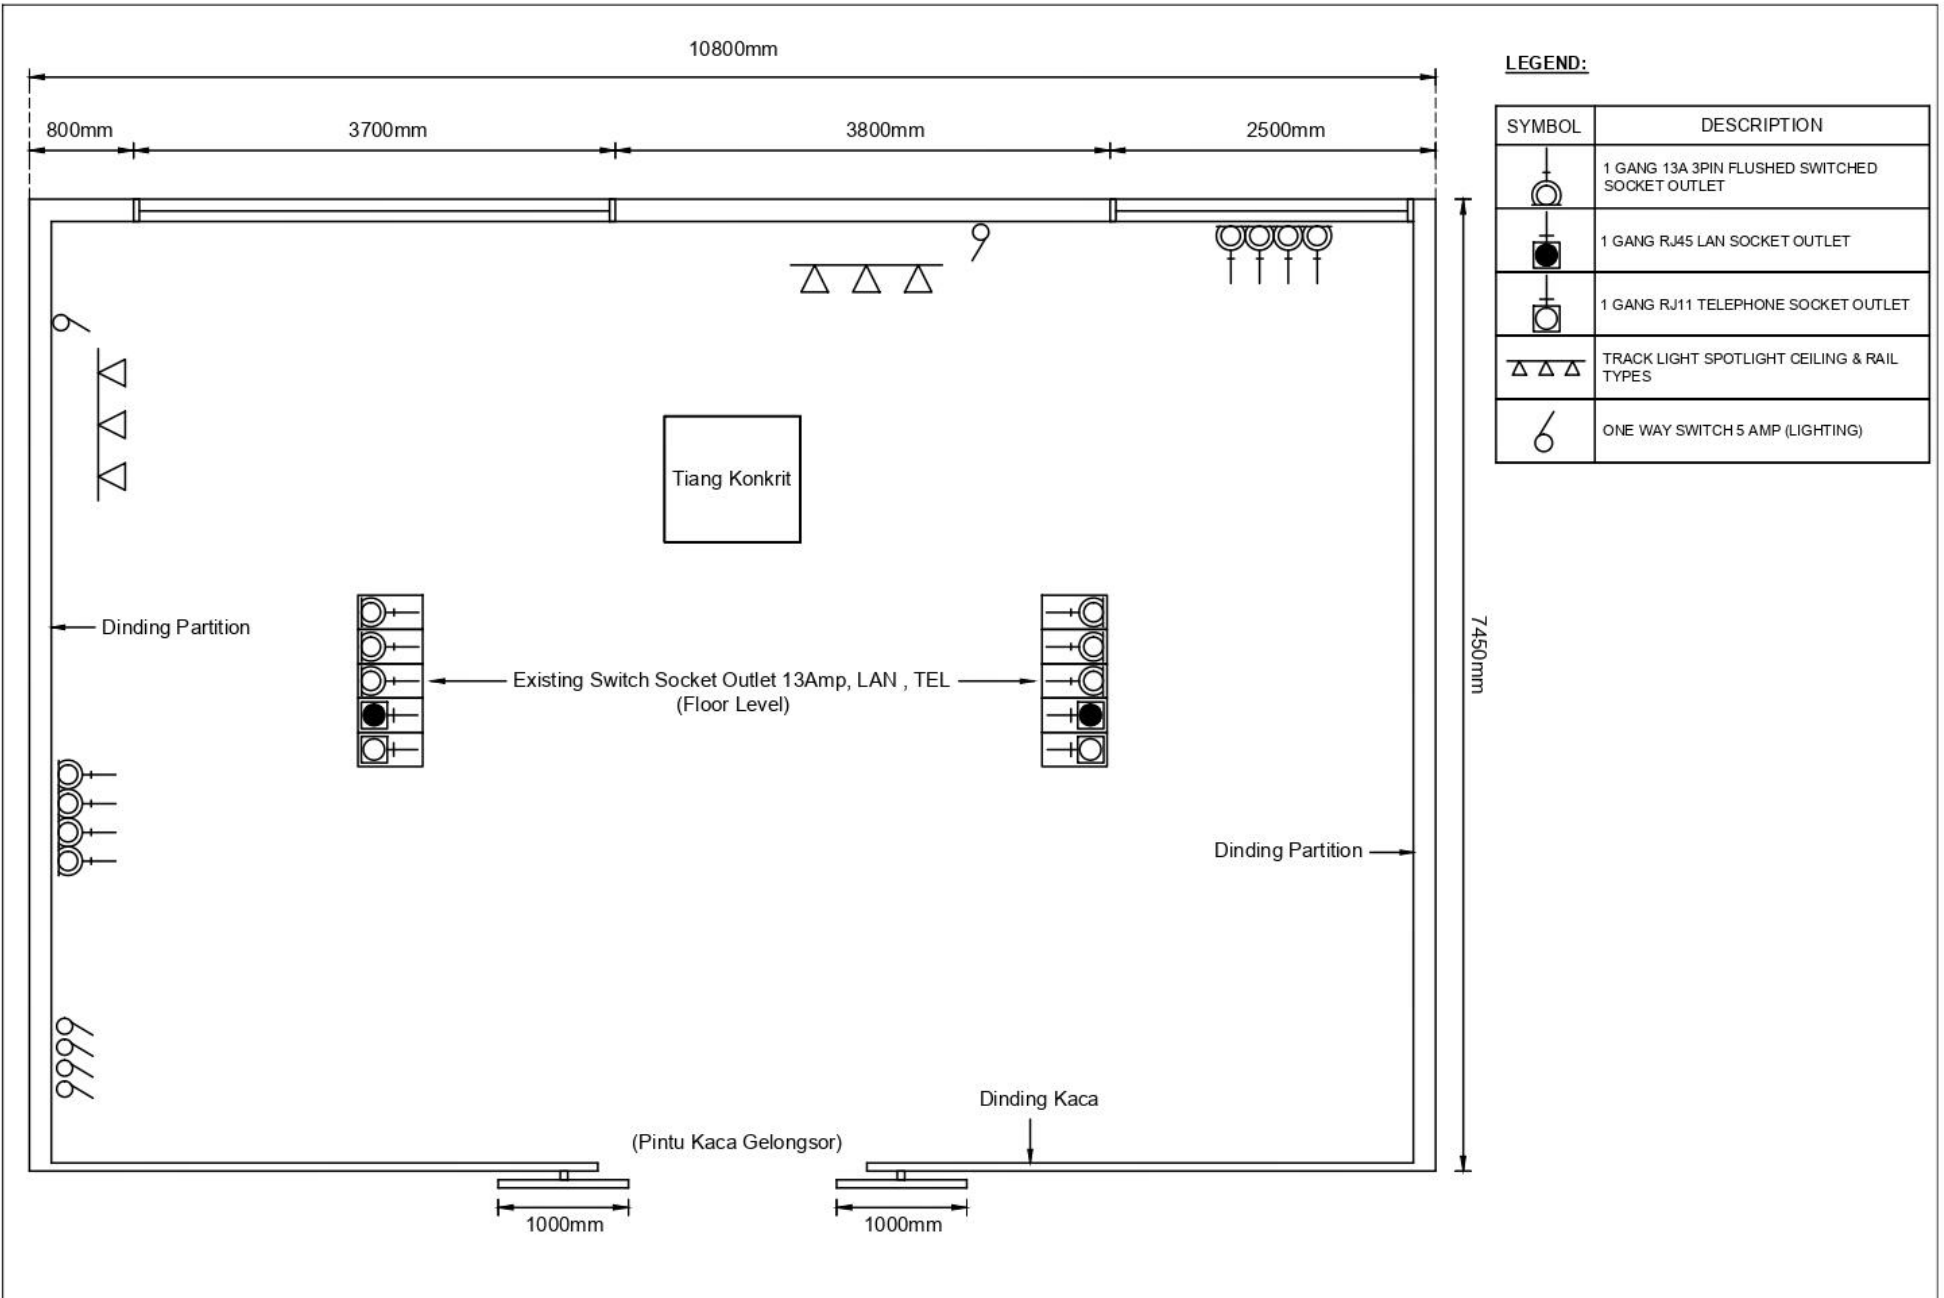 10800mm
800mm
3700mm
3800mm
2500mm
Tiang Konkrit
Dinding Partition
Existing Switch Socket Outlet 13Amp, LAN , TEL
(Floor Level)
7450mm
Dinding Partition
Dinding Kaca
(Pintu Kaca Gelongsor)
1000mm
1000mm
LEGEND:
SYMBOL
DESCRIPTION
1 GANG 13A 3PIN FLUSHED SWITCHED
SOCKET OUTLET
1 GANG RJ45 LAN SOCKET OUTLET
1 GANG RJ11 TELEPHONE SOCKET OUTLET
TRACK LIGHT SPOTLIGHT CEILING & RAIL
TYPES
ONE WAY SWITCH 5 AMP (LIGHTING)